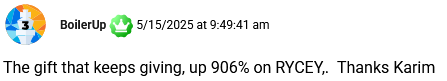 3 BoilerUp 5/15/2025 at 9:49:41 am
The gift that keeps giving, up 906% on RYCEY,.  Thanks Karim